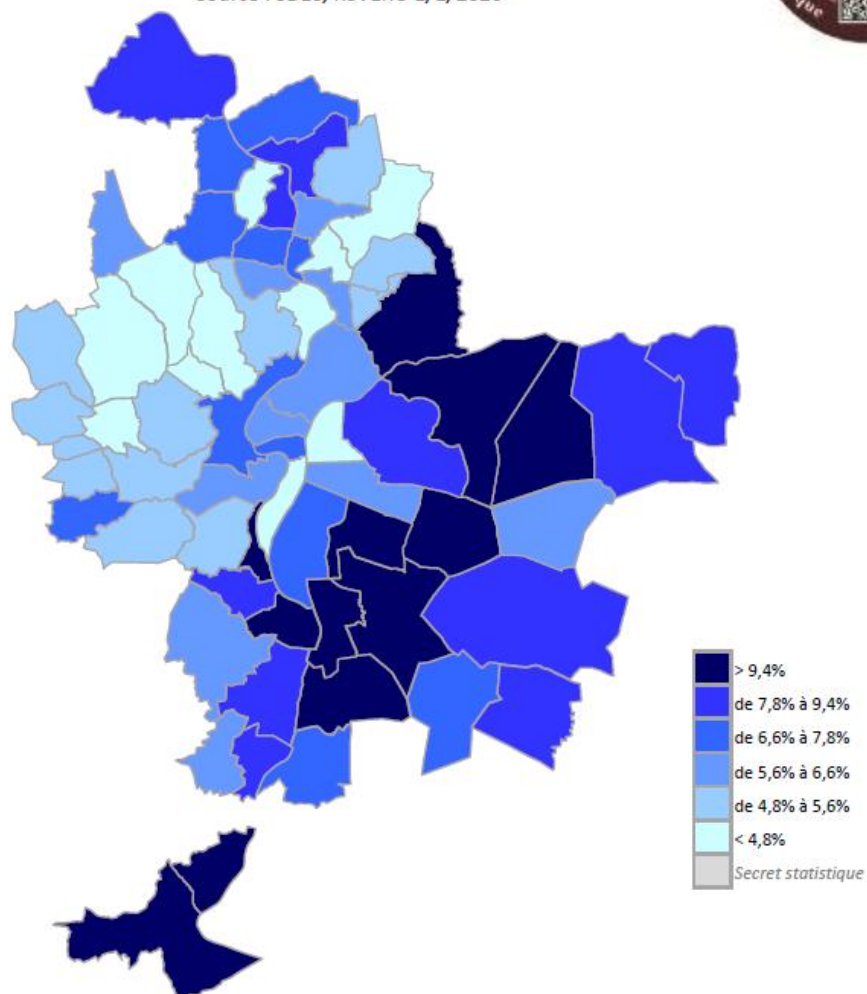 que
> 9,4%
de 7,8% à 9,4%
de 6,6% à 7,8%
de 5,6% à 6,6%
de 4,8% à 5,6%
< 4,8%
Secret statistique